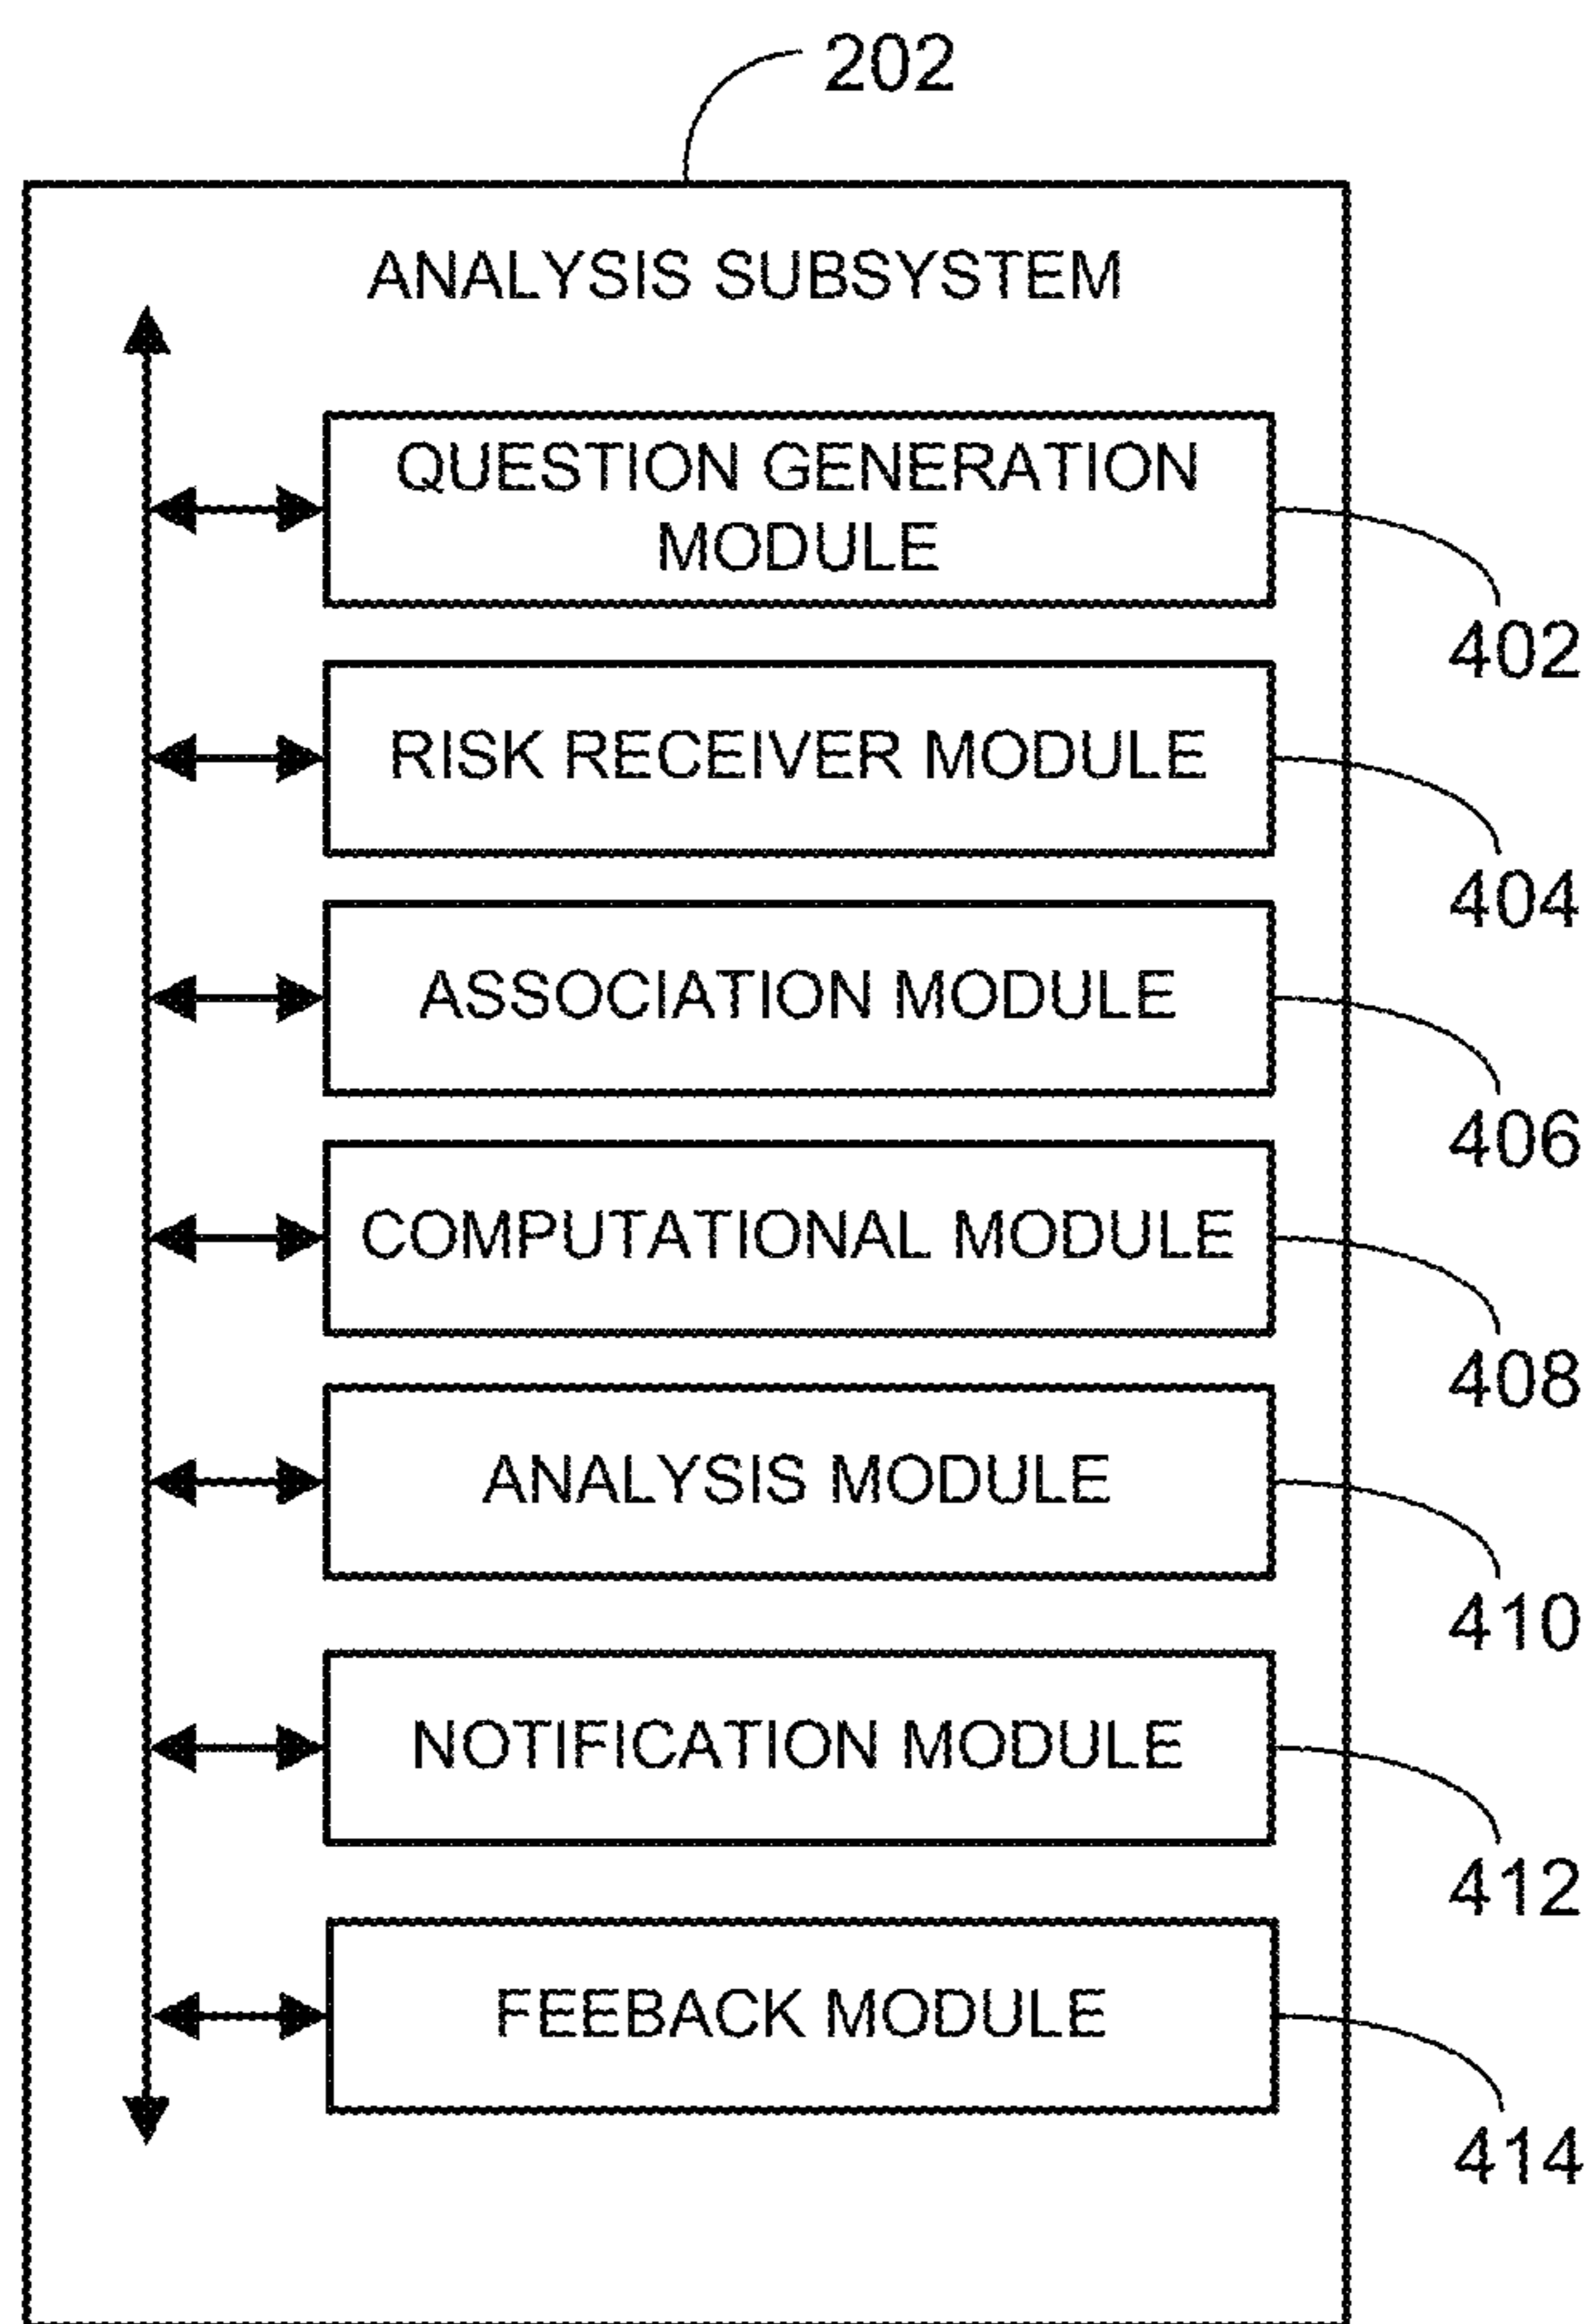 202
ANALYSIS SUBSYSTEM
QUESTION GENERATION
MODULE
402
RISK RECEIVER MODULE
404
ASSOCIATION MODULE
406
COMPUTATIONAL MODULE
408
ANALYSIS MODULE
410
NOTIFICATION MODULE
412
FEEBACK MODULE
414